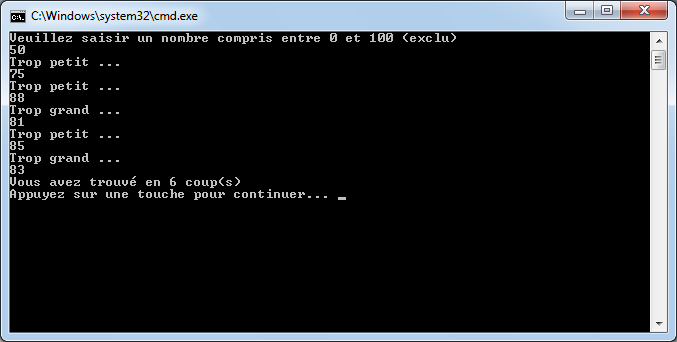 C:\Windows\system32\cmd.exe
Veuillez saisir un nombre compris entre 0 et 100 (exclu)
50
Trop petit ...
75
Trop petit ...
88
Trop grand ...
81
Trop petit ...
85
Trop grand ...
83
Vous avez trouvé en 6 coup(s)
Appuyez sur une touche pour continuer... _